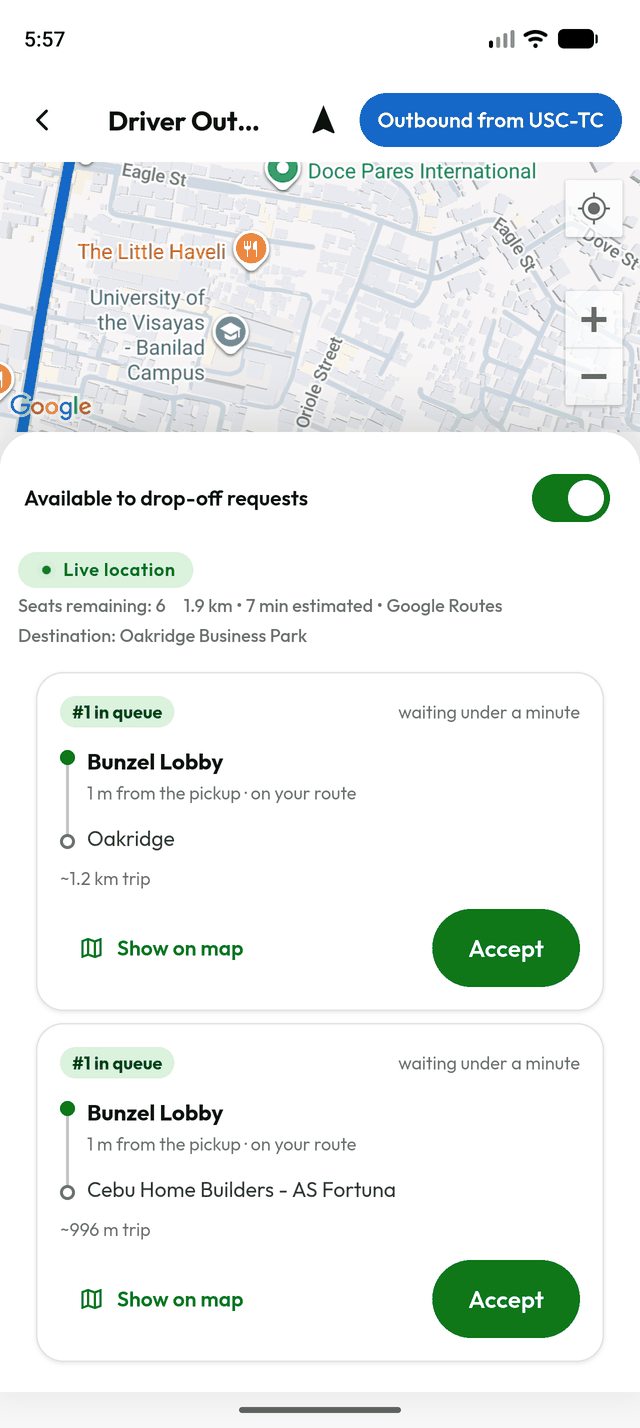 5:57
Driver Out...
Outbound from USC-TC
Eagle St
Doce Pares International
The Little Haveli
Eagle St
Dove St
University of
the Visayas
- Banilad
Campus
Oriole Street
Google
Available to drop-off requests
Live location
Seats remaining: 6 1.9 km • 7 min estimated • Google Routes
Destination: Oakridge Business Park
#1 in queue
waiting under a minute
Bunzel Lobby
1 m from the pickup · on your route
Oakridge
~1.2 km trip
Show on map
Accept
#1 in queue
waiting under a minute
Bunzel Lobby
1 m from the pickup · on your route
Cebu Home Builders - AS Fortuna
~996 m trip
Show on map
Accept